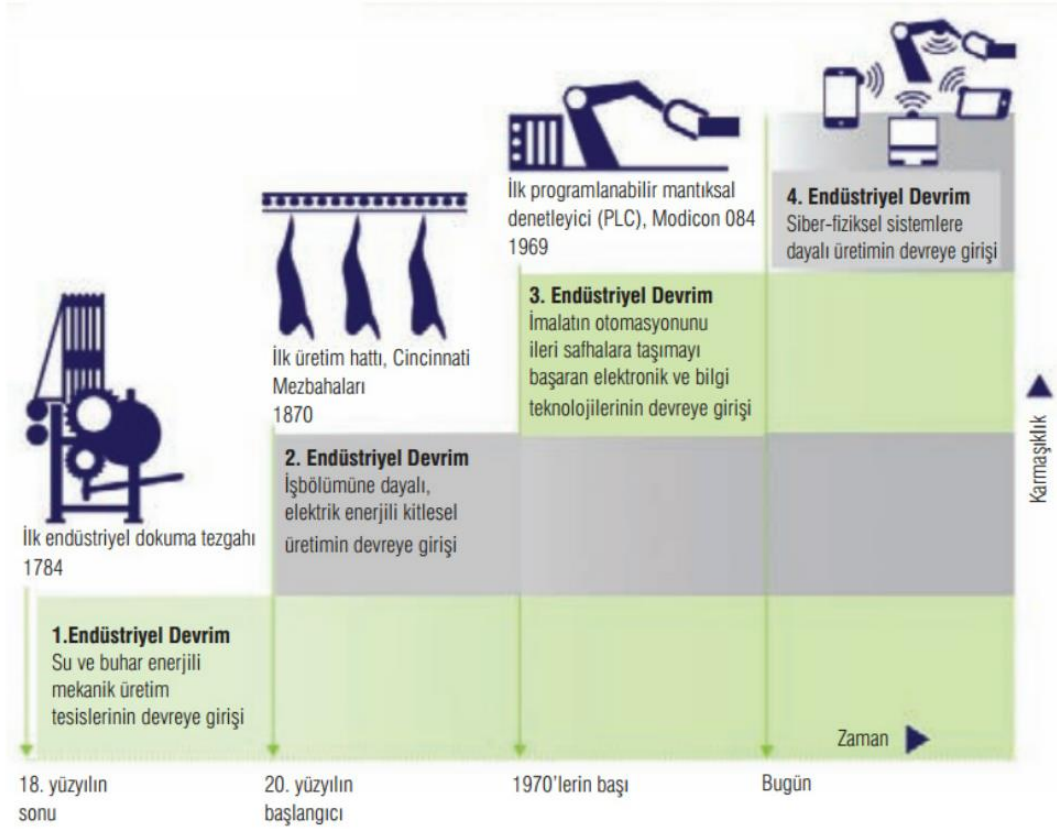 İlk endüstriyel dokuma tezgahı
1784
1.Endüstriyel Devrim
Su ve buhar enerjili
mekanik üretim
tesislerinin devreye girişi
18. yüzyılın
sonu
İlk üretim hattı, Cincinnati
Mezbahaları
1870
2. Endüstriyel Devrim
İşbölümüne dayalı,
elektrik enerjili kitlesel
üretimin devreye girişi
20. yüzyılın
başlangıcı
İlk programlanabilir mantıksal
denetleyici (PLC), Modicon 084
1969
3. Endüstriyel Devrim
İmalatın otomasyonunu
ileri safhalara taşımayı
başaran elektronik ve bilgi
teknolojilerinin devreye girişi
1970’lerin başı
4. Endüstriyel Devrim
Siber-fiziksel sistemlere
dayalı üretimin devreye girişi
Bugün
Zaman
Karmaşıklık